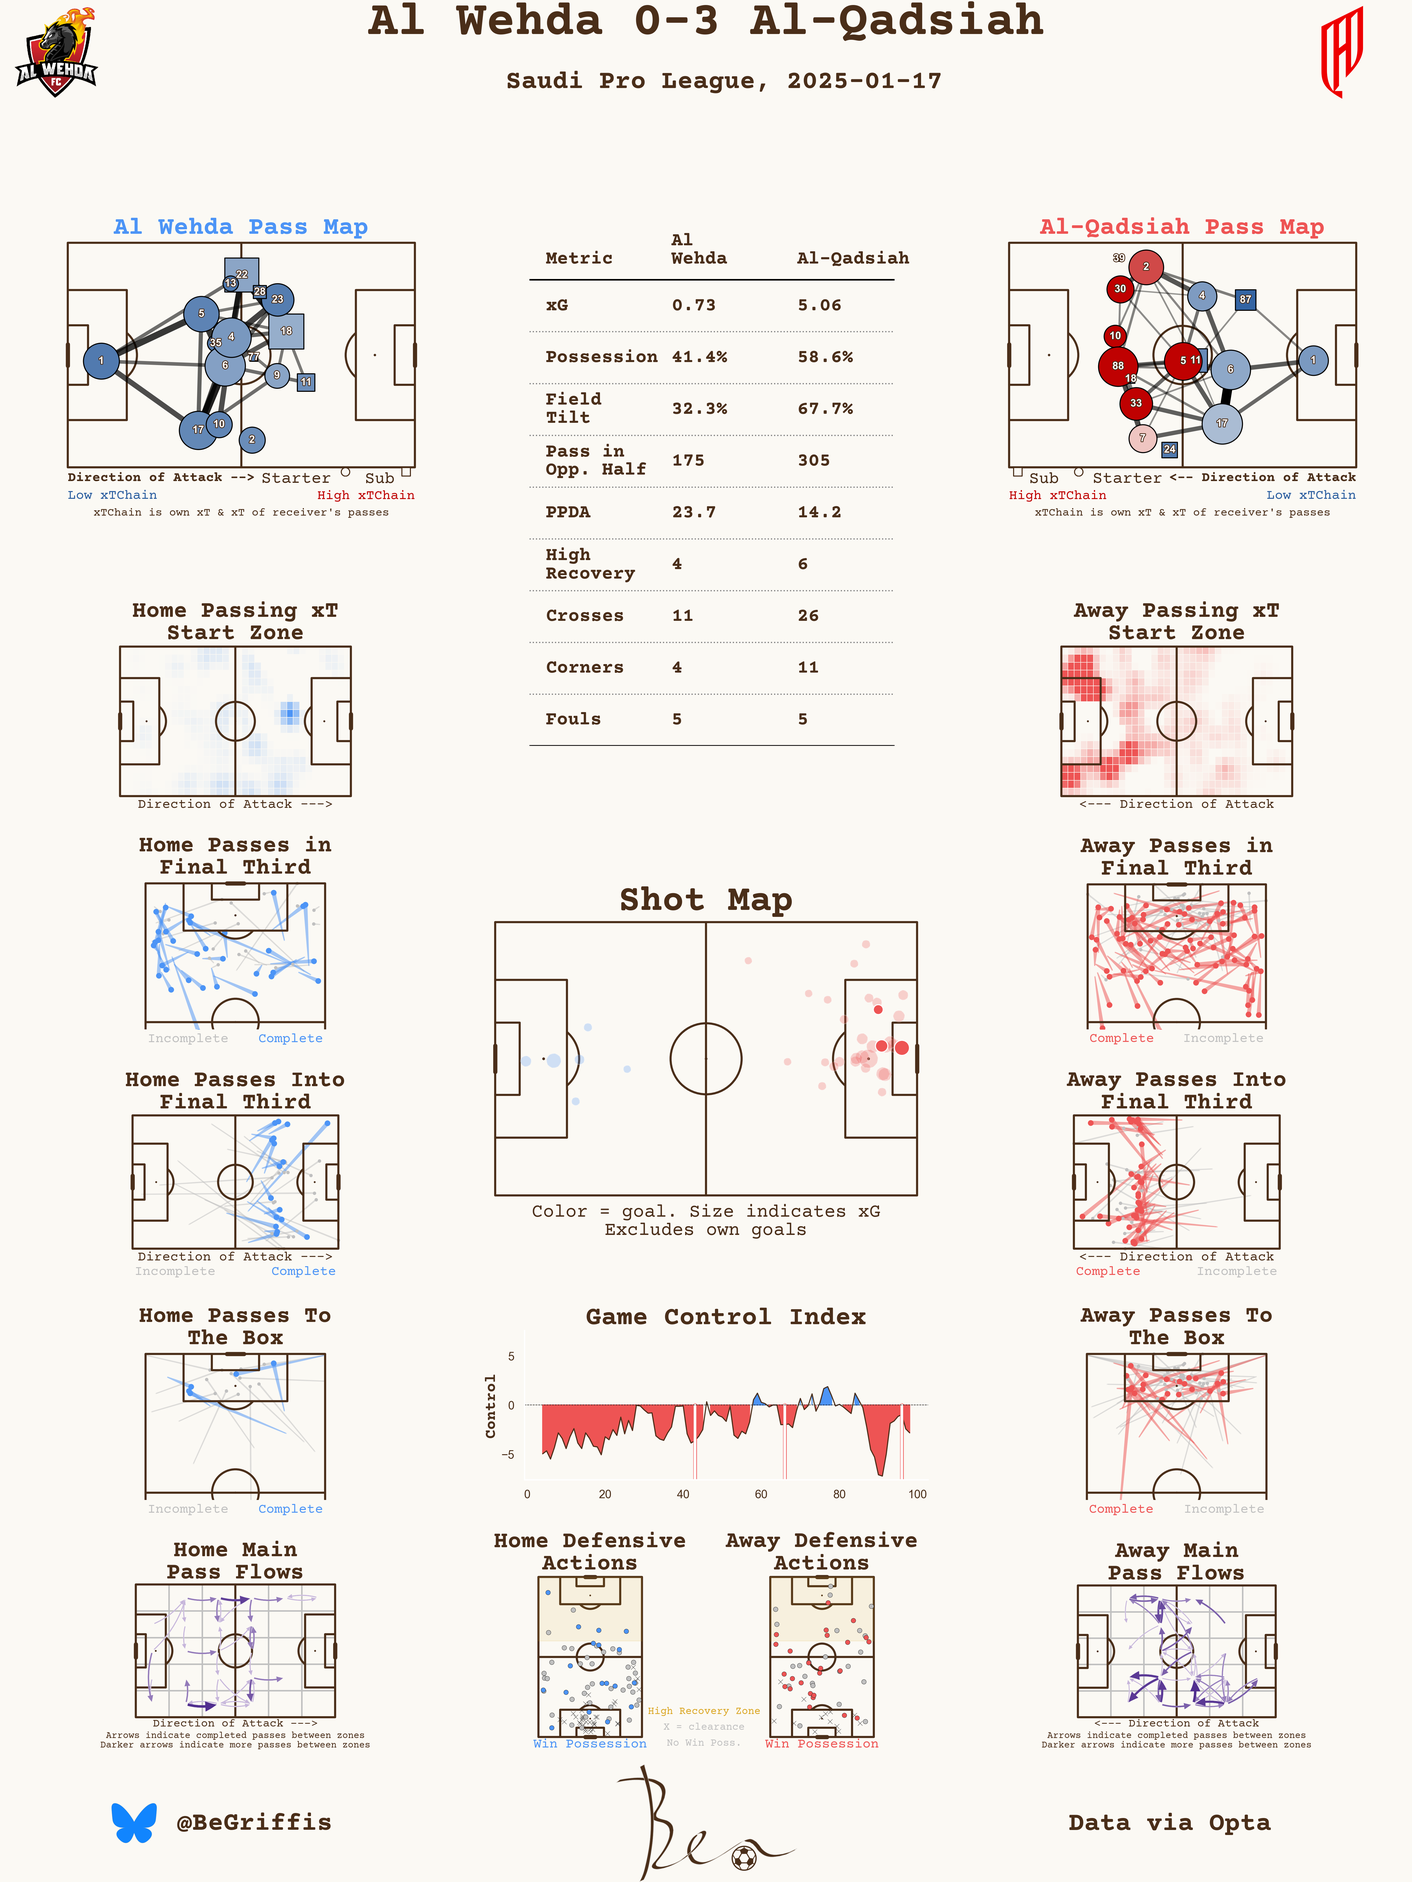 Al Wehda 0-3 Al-Qadsiah
Saudi Pro League, 2025-01-17
AL WEHDA
FC
Al Wehda Pass Map
22
13
28
23
5
18
4
35
77
1
6
9
11
17
10
2
Direction of Attack --> Starter Sub
Low xTChain High xTChain
xTChain is own xT & xT of receiver's passes
Metric Al Wehda Al-Qadsiah
xG 0.73 5.06
Possession 41.4% 58.6%
Field Tilt 32.3% 67.7%
Pass in Opp. Half 175 305
PPDA 23.7 14.2
High Recovery 4 6
Crosses 11 26
Corners 4 11
Fouls 5 5
Al-Qadsiah Pass Map
39
2
30
4
87
10
88
5
11
1
18
6
33
17
7
24
Sub Starter <-- Direction of Attack
High xTChain Low xTChain
xTChain is own xT & xT of receiver's passes
Home Passing xT
Start Zone
Direction of Attack --->
Away Passing xT
Start Zone
<--- Direction of Attack
Home Passes in
Final Third
Incomplete Complete
Away Passes in
Final Third
Complete Incomplete
Shot Map
Color = goal. Size indicates xG
Excludes own goals
Home Passes Into
Final Third
Direction of Attack --->
Incomplete Complete
Away Passes Into
Final Third
<--- Direction of Attack
Complete Incomplete
Home Passes To
The Box
Incomplete Complete
Game Control Index
Control
5
0
−5
0 20 40 60 80 100
Away Passes To
The Box
Complete Incomplete
Home Main
Pass Flows
Direction of Attack --->
Arrows indicate completed passes between zones
Darker arrows indicate more passes between zones
Home Defensive
Actions
Win Possession
Away Defensive
Actions
Win Possession
High Recovery Zone
X = clearance
No Win Poss.
Away Main
Pass Flows
<--- Direction of Attack
Arrows indicate completed passes between zones
Darker arrows indicate more passes between zones
@BeGriffis
Ben
Data via Opta